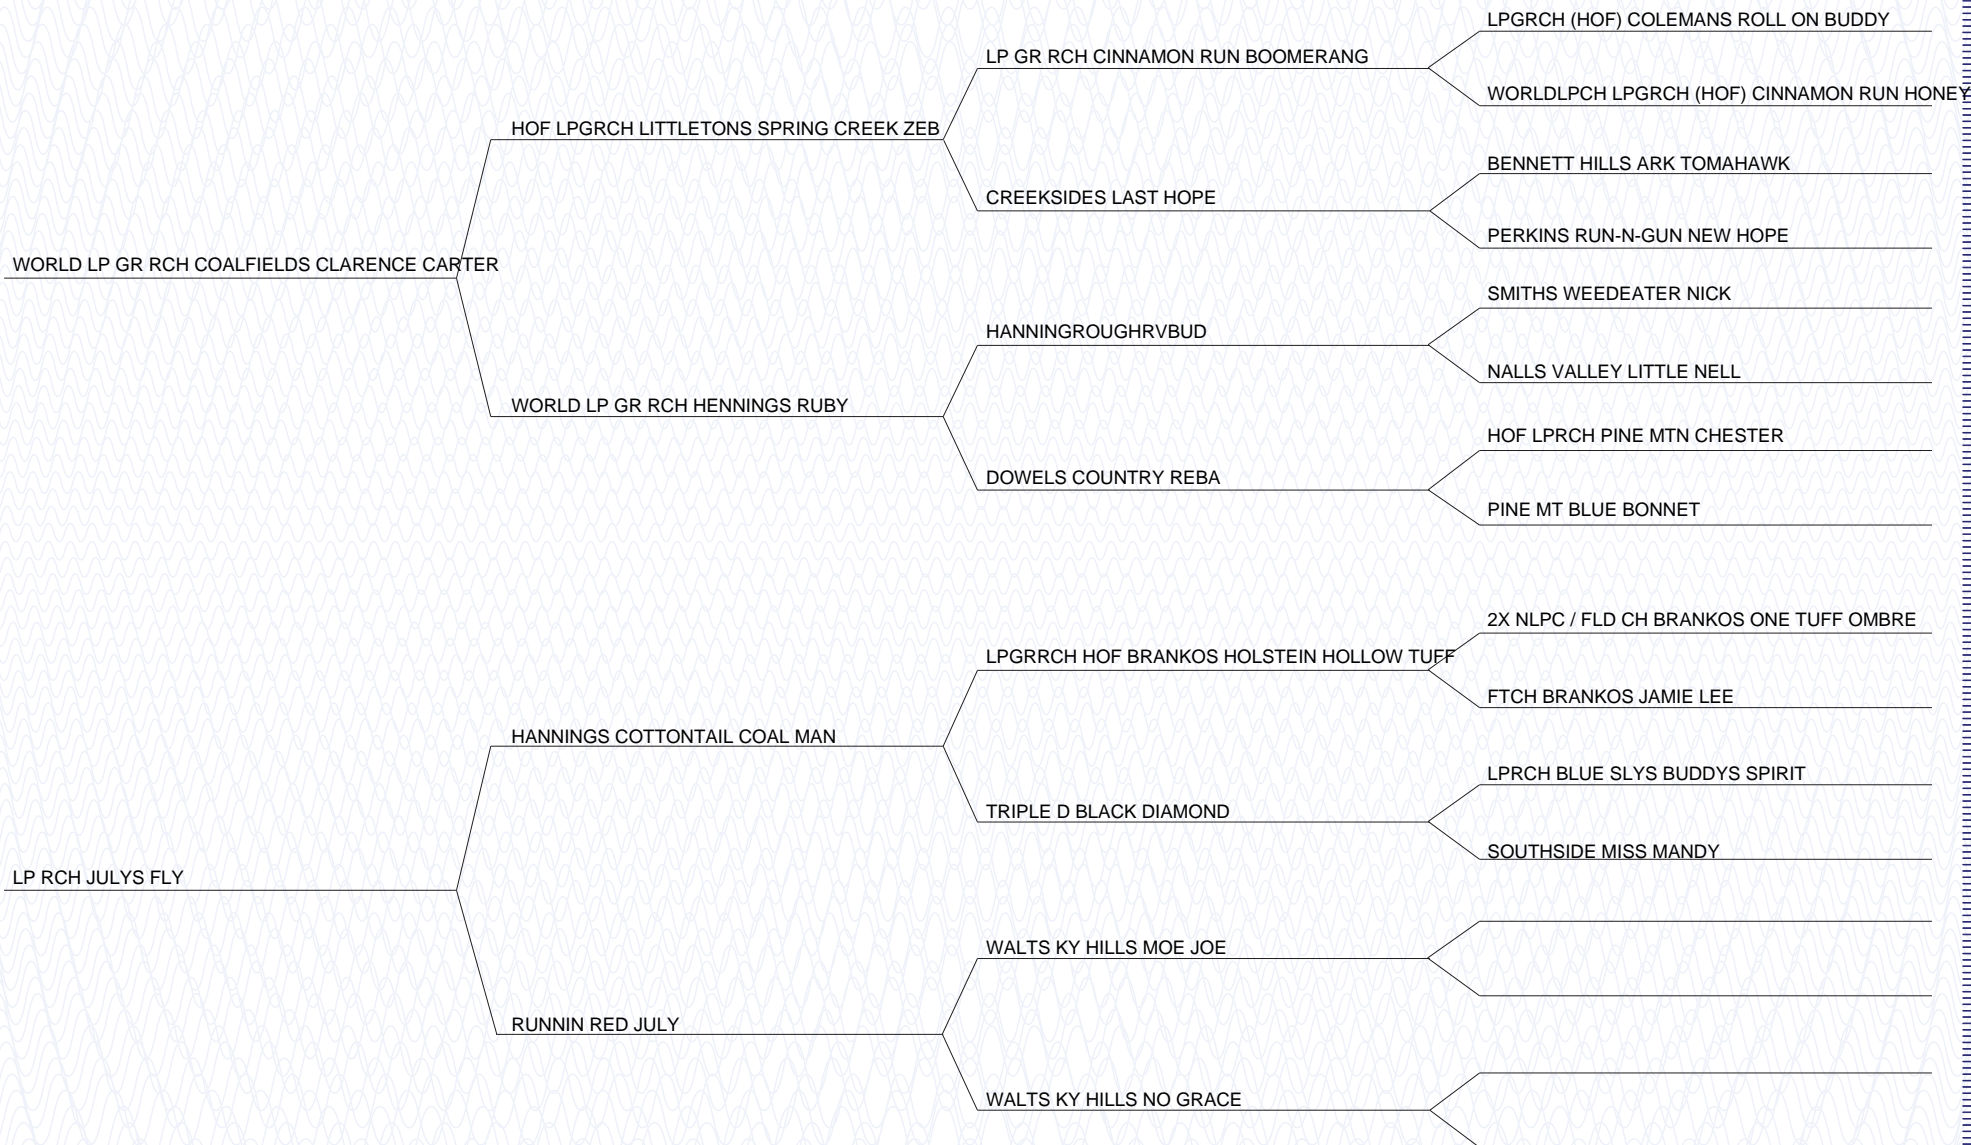 LPGRCH (HOF) COLEMANS ROLL ON BUDDY
LP GR RCH CINNAMON RUN BOOMERANG
WORLDLPCH LPGRCH (HOF) CINNAMON RUN HONEY
HOF LPGRCH LITTLETONS SPRING CREEK ZEB
BENNETT HILLS ARK TOMAHAWK
CREEKSIDES LAST HOPE
PERKINS RUN-N-GUN NEW HOPE
WORLD LP GR RCH COALFIELDS CLARENCE CARTER
SMITHS WEEDEATER NICK
HANNINGROUGHRVBUD
NALLS VALLEY LITTLE NELL
WORLD LP GR RCH HENNINGS RUBY
HOF LPRCH PINE MTN CHESTER
DOWELS COUNTRY REBA
PINE MT BLUE BONNET
2X NLPC / FLD CH BRANKOS ONE TUFF OMBRE
LPGRRCH HOF BRANKOS HOLSTEIN HOLLOW TUFF
FTCH BRANKOS JAMIE LEE
HANNINGS COTTONTAIL COAL MAN
LPRCH BLUE SLYS BUDDYS SPIRIT
TRIPLE D BLACK DIAMOND
SOUTHSIDE MISS MANDY
LP RCH JULYS FLY
WALTS KY HILLS MOE JOE
RUNNIN RED JULY
WALTS KY HILLS NO GRACE